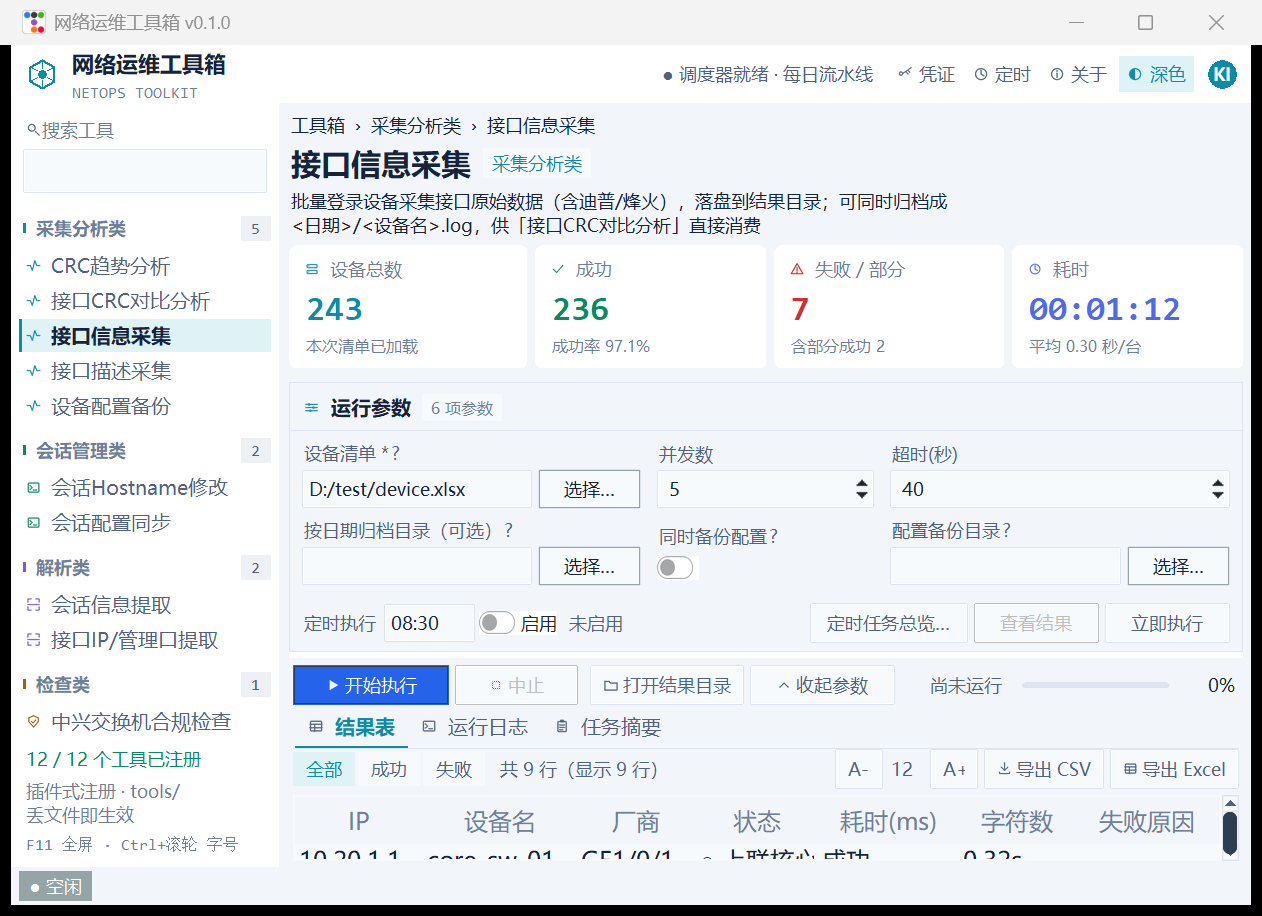 网络运维工具箱 v0.1.0
网络运维工具箱
NETOPS TOOLKIT
● 调度器就绪 · 每日流水线
凭证
定时
关于
深色
KI
搜索工具
采集分析类 5
CRC趋势分析
接口CRC对比分析
接口信息采集
接口描述采集
设备配置备份
会话管理类 2
会话Hostname修改
会话配置同步
解析类 2
会话信息提取
接口IP/管理口提取
检查类 1
中兴交换机合规检查
12 / 12 个工具已注册
插件式注册 · tools/
丢文件即生效
F11 全屏 · Ctrl+滚轮 字号
● 空闲
工具箱 › 采集分析类 › 接口信息采集
接口信息采集 采集分析类
批量登录设备采集接口原始数据（含迪普/烽火），落盘到结果目录；可同时归档成
<日期>/<设备名>.log，供「接口CRC对比分析」直接消费
设备总数
243
本次清单已加载
成功
236
成功率 97.1%
失败 / 部分
7
含部分成功 2
耗时
00:01:12
平均 0.30 秒/台
运行参数 6 项参数
设备清单 * ? 并发数 超时(秒)
D:/test/device.xlsx 选择... 5 40
按日期归档目录（可选）? 同时备份配置? 配置备份目录?
选择... 选择...
定时执行 08:30 启用 未启用 定时任务总览... 查看结果 立即执行
开始执行 中止 打开结果目录 收起参数 尚未运行 0%
结果表 运行日志 任务摘要
全部 成功 失败 共 9 行（显示 9 行） A- 12 A+ 导出 CSV 导出 Excel
IP 设备名 厂商 状态 耗时(ms) 字符数 失败原因